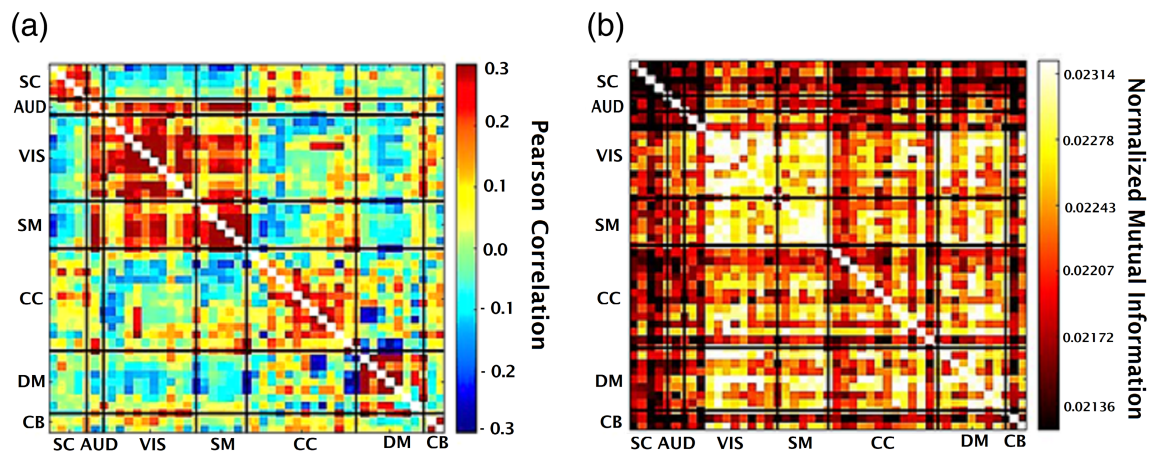 (a)
SC
AUD
VIS
SM
CC
DM
CB
SC AUD VIS SM CC DM CB
0.3
0.2
0.1
0.0
- 0.1
- 0.2
- 0.3
Pearson Correlation
(b)
SC
AUD
VIS
SM
CC
DM
CB
SC AUD VIS SM CC DM CB
0.02314
0.02278
0.02243
0.02207
0.02172
0.02136
Normalized Mutual Information